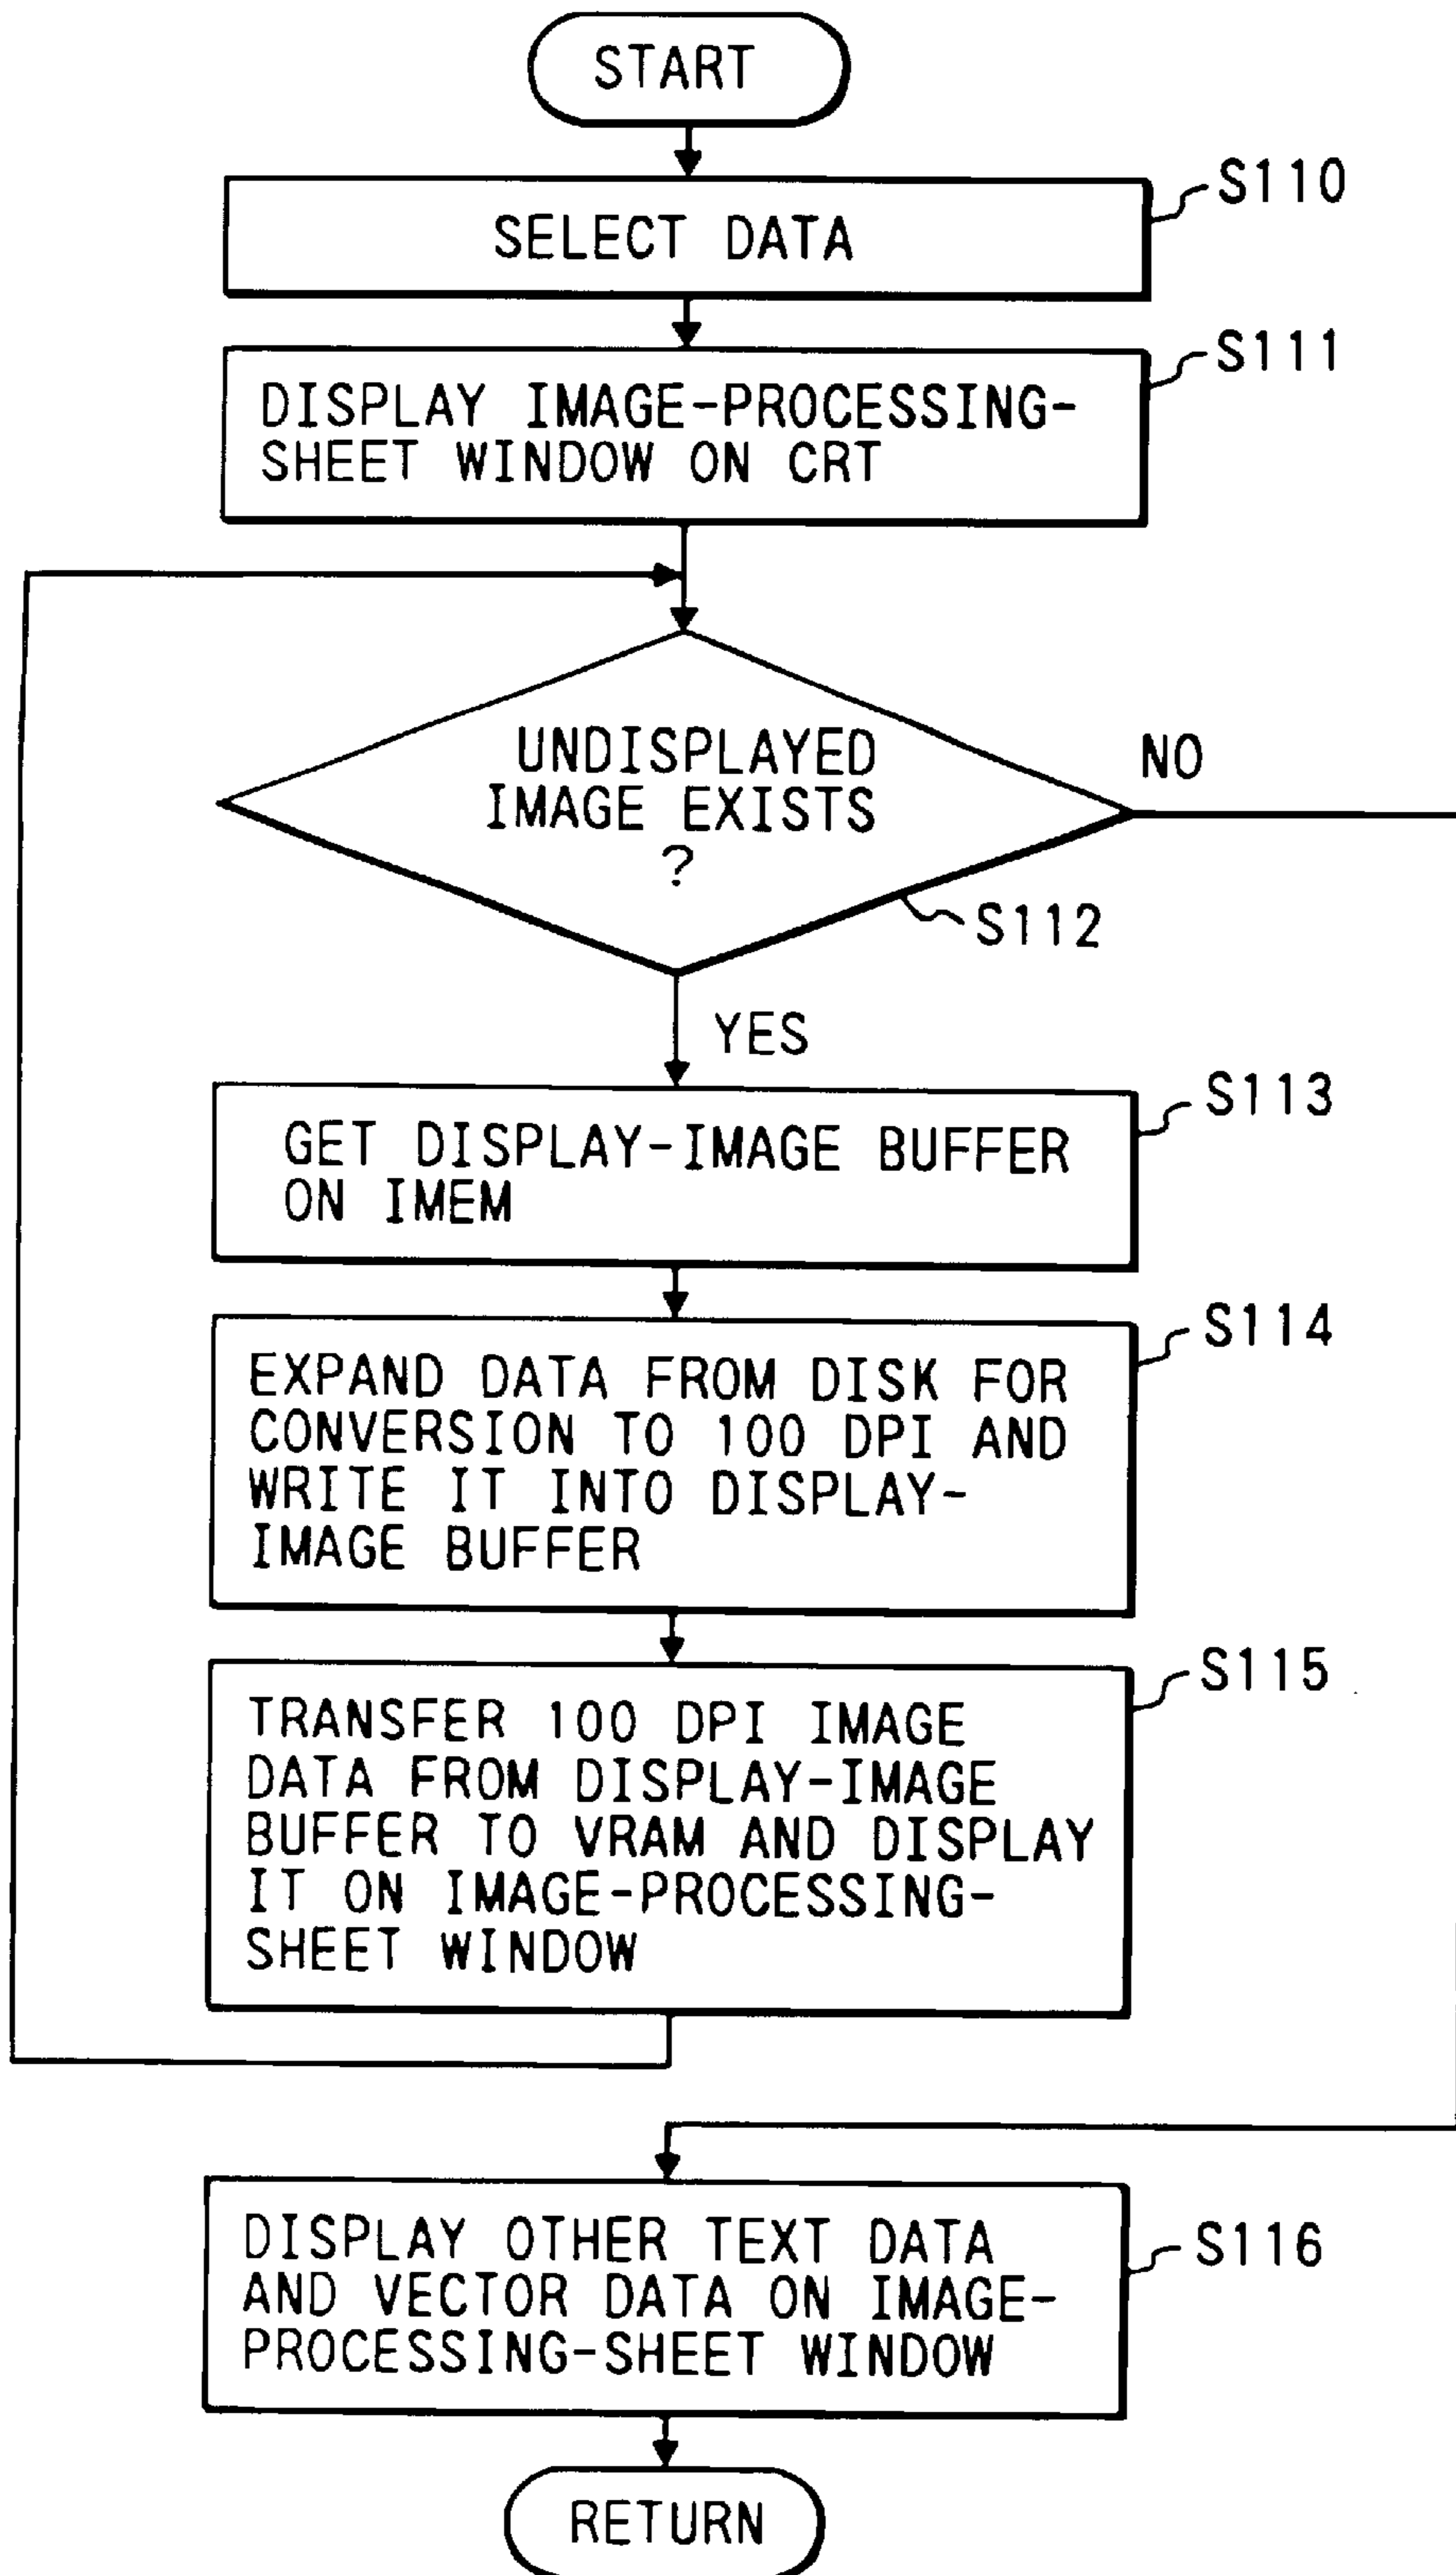 START
S110
SELECT DATA
S111
DISPLAY IMAGE-PROCESSING-
SHEET WINDOW ON CRT
UNDISPLAYED
IMAGE EXISTS
?
NO
S112
YES
S113
GET DISPLAY-IMAGE BUFFER
ON IMEM
S114
EXPAND DATA FROM DISK FOR
CONVERSION TO 100 DPI AND
WRITE IT INTO DISPLAY-
IMAGE BUFFER
S115
TRANSFER 100 DPI IMAGE
DATA FROM DISPLAY-IMAGE
BUFFER TO VRAM AND DISPLAY
IT ON IMAGE-PROCESSING-
SHEET WINDOW
S116
DISPLAY OTHER TEXT DATA
AND VECTOR DATA ON IMAGE-
PROCESSING-SHEET WINDOW
RETURN